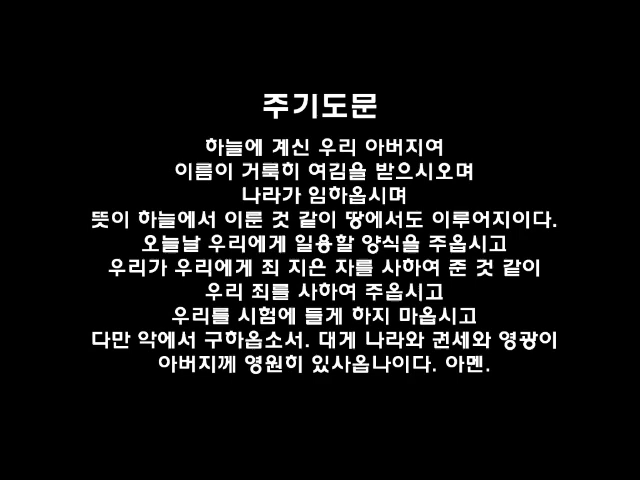 주기도문
하늘에 계신 우리 아버지여
이름이 거룩히 여김을 받으시오며
나라가 임하옵시며
뜻이 하늘에서 이룬 것 같이 땅에서도 이루어지이다.
오늘날 우리에게 일용할 양식을 주옵시고
우리가 우리에게 죄 지은 자를 사하여 준 것 같이
우리 죄를 사하여 주옵시고
우리를 시험에 들게 하지 마옵시고
다만 악에서 구하옵소서. 대게 나라와 권세와 영광이
아버지께 영원히 있사옵나이다. 아멘.